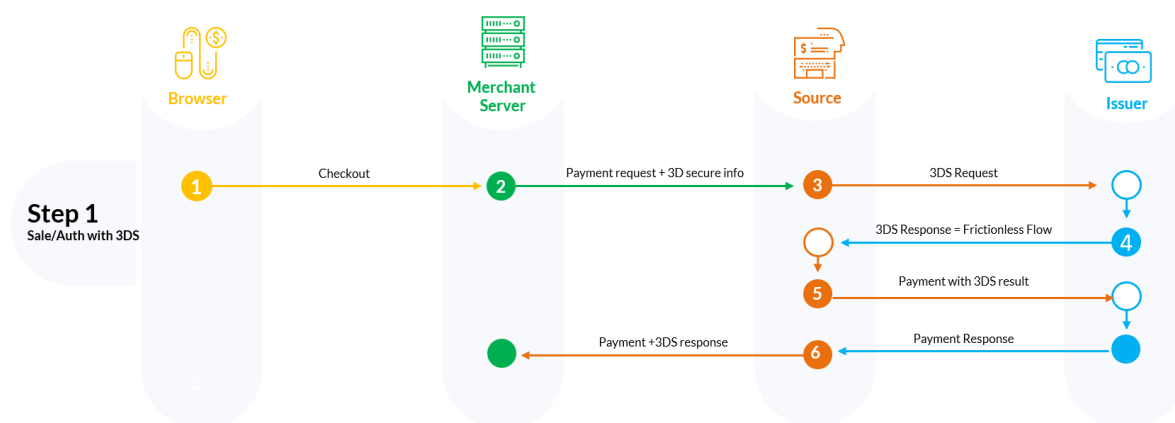 Browser
Merchant
Server
Source
Issuer
Step 1
Sale/Auth with 3DS
1
Checkout
2
Payment request + 3D secure info
3
3DS Request
3DS Response = Frictionless Flow
4
5
Payment with 3DS result
Payment +3DS response
6
Payment Response
$
$
5